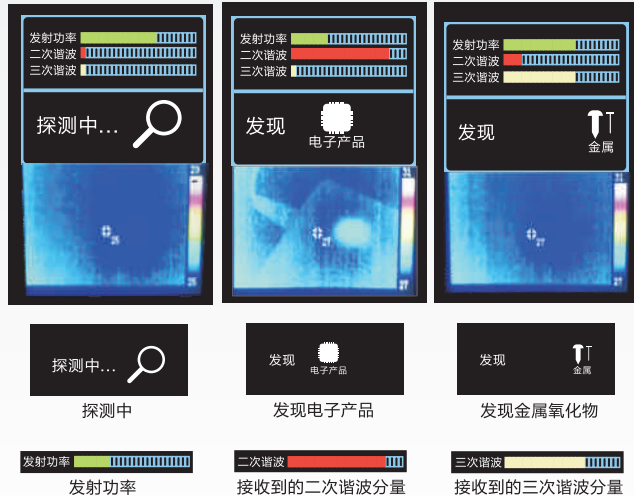 发射功率
二次谐波
三次谐波
探测中...
29
25
25
发射功率
二次谐波
三次谐波
发现
电子产品
31
27
27
发射功率
二次谐波
三次谐波
发现
金属
31
27
27
探测中...
探测中
发现
电子产品
发现电子产品
发现
金属
发现金属氧化物
发射功率
发射功率
二次谐波
接收到的二次谐波分量
三次谐波
接收到的三次谐波分量